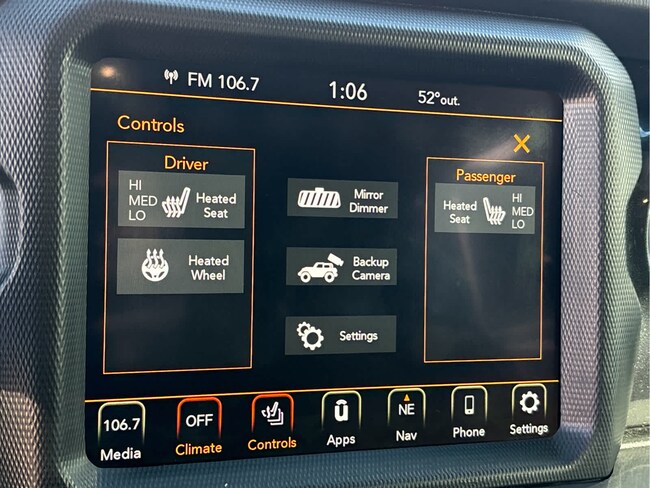 FM 106.7
1:06
52°out.
Controls
Driver
HI
MED
LO
Heated
Seat
Heated
Wheel
Mirror
Dimmer
Backup
Camera
Settings
Passenger
Heated
Seat
HI
MED
LO
106.7
Media
OFF
Climate
Controls
Apps
NE
Nav
Phone
Settings